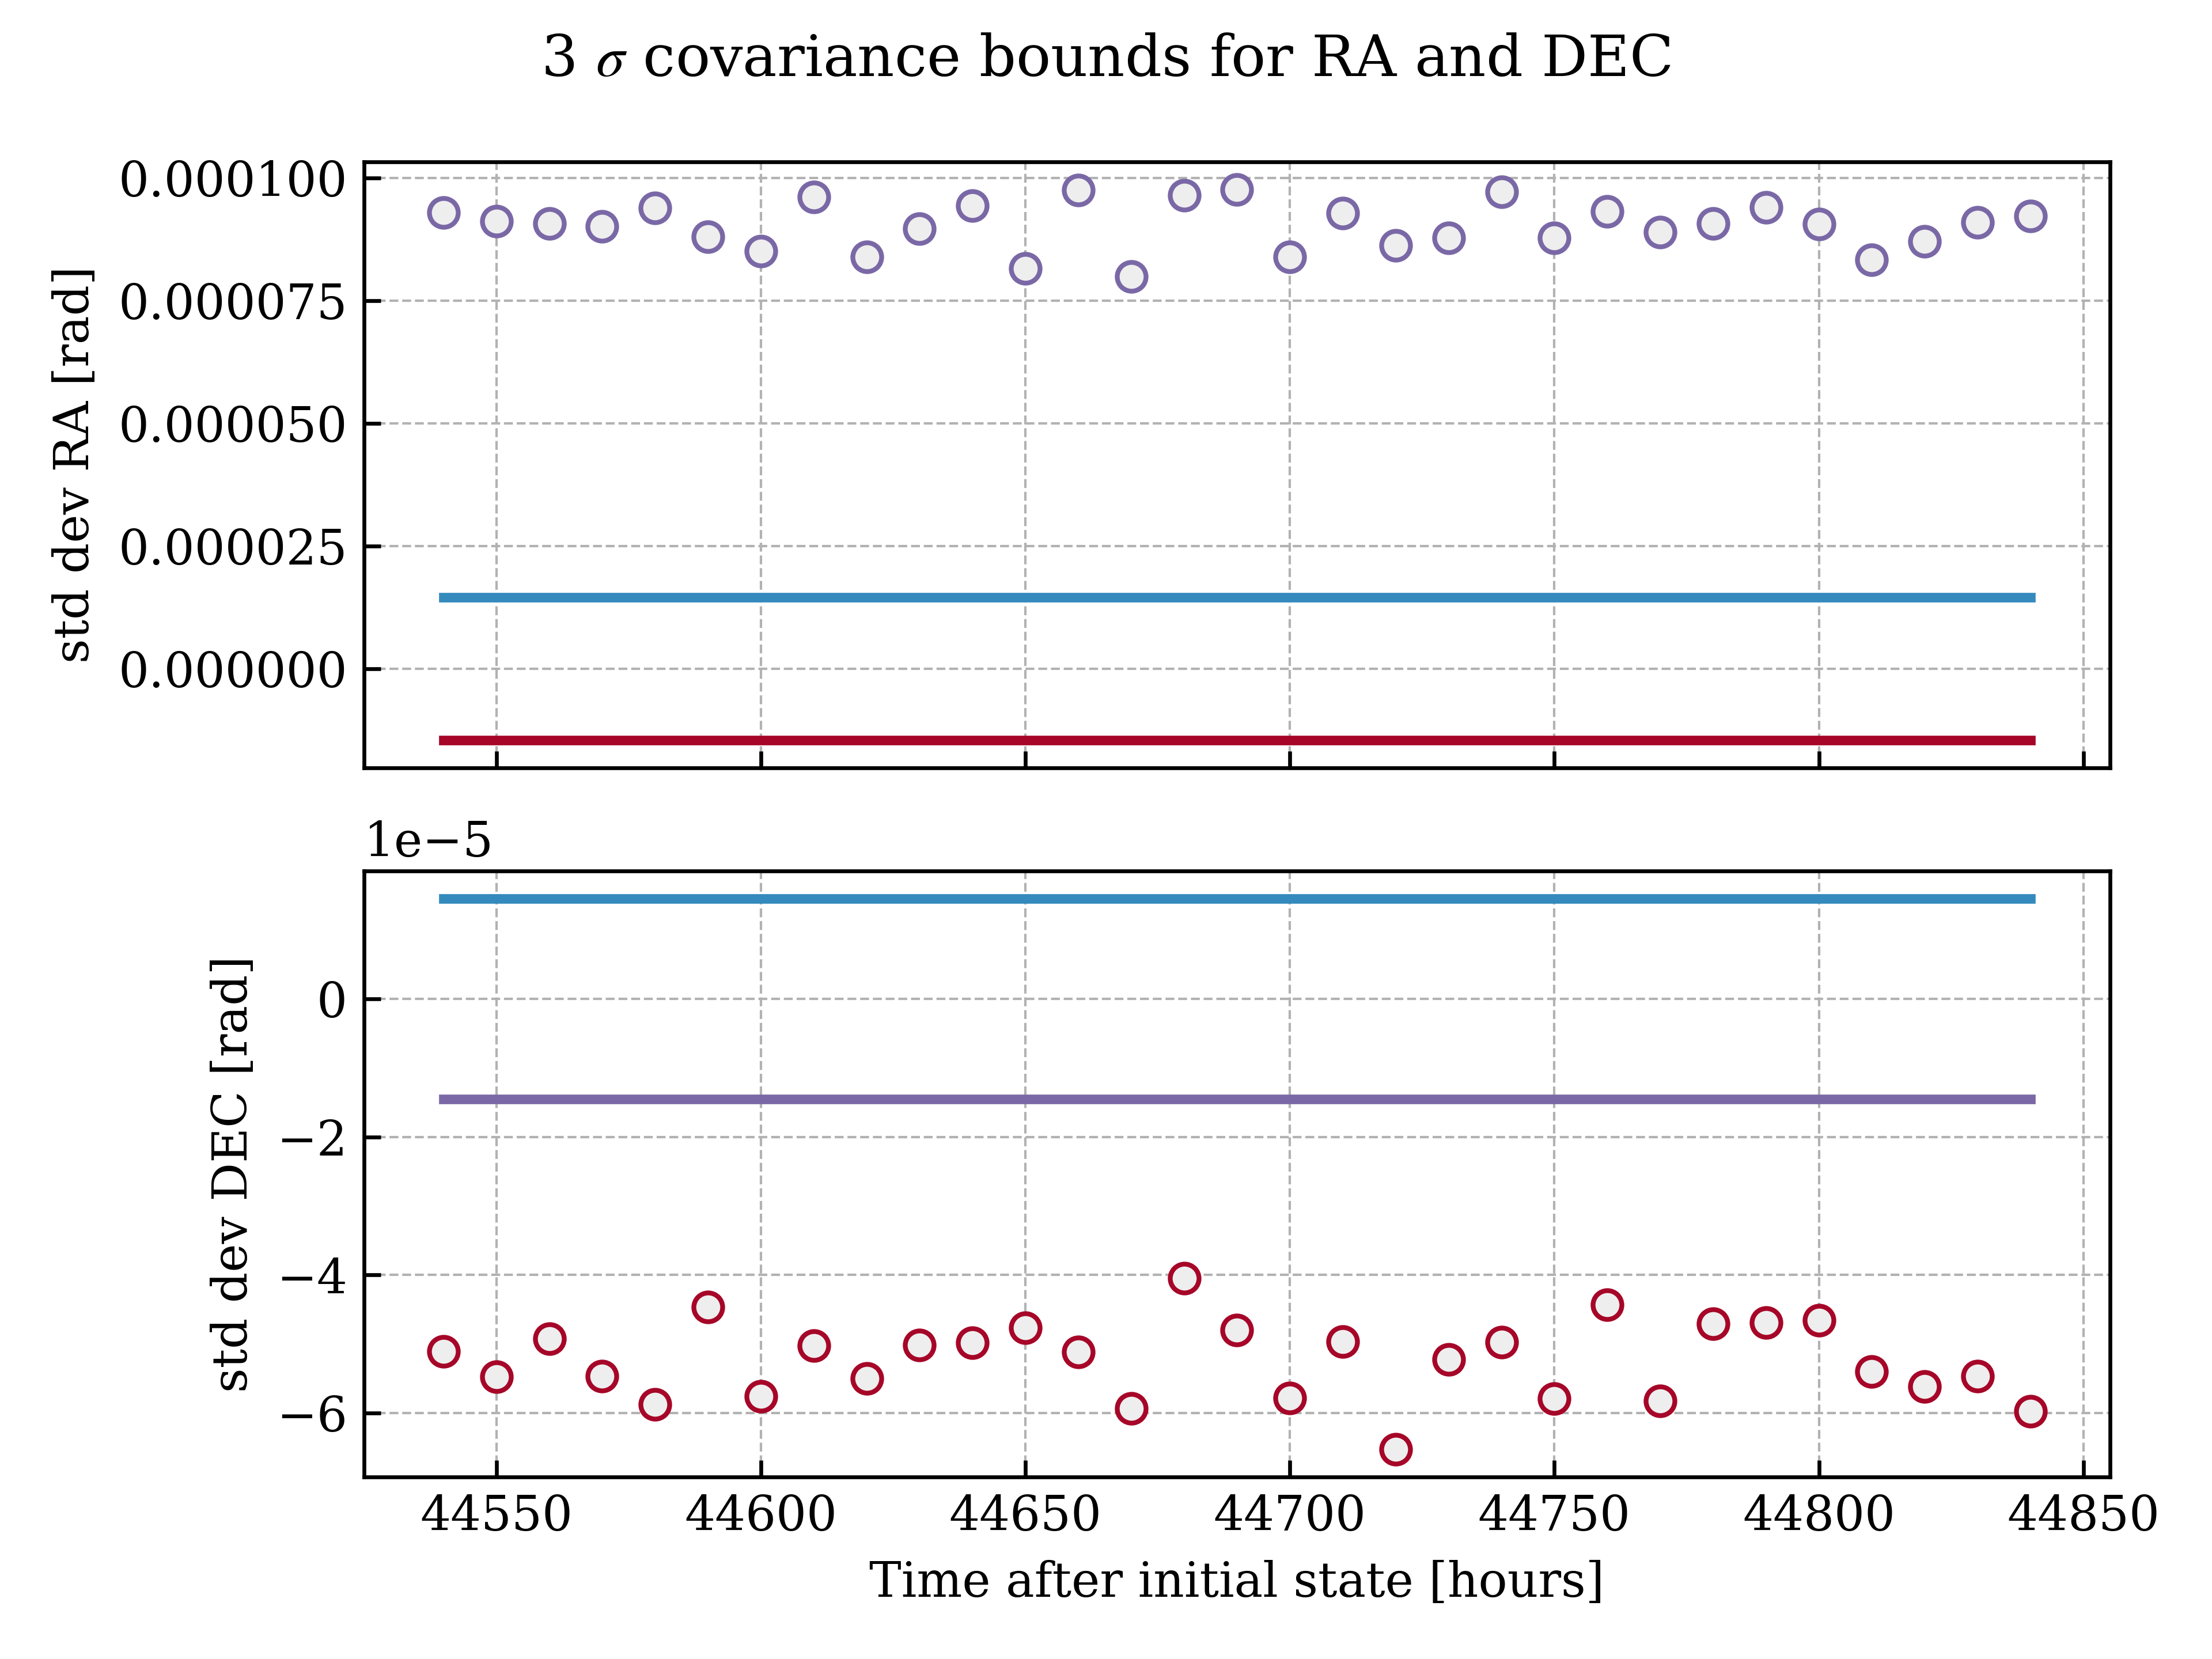 3 σ covariance bounds for RA and DEC
0.000100
0.000075
0.000050
0.000025
0.000000
std dev RA [rad]
1e−5
0
−2
−4
−6
std dev DEC [rad]
44550 44600 44650 44700 44750 44800 44850
Time after initial state [hours]